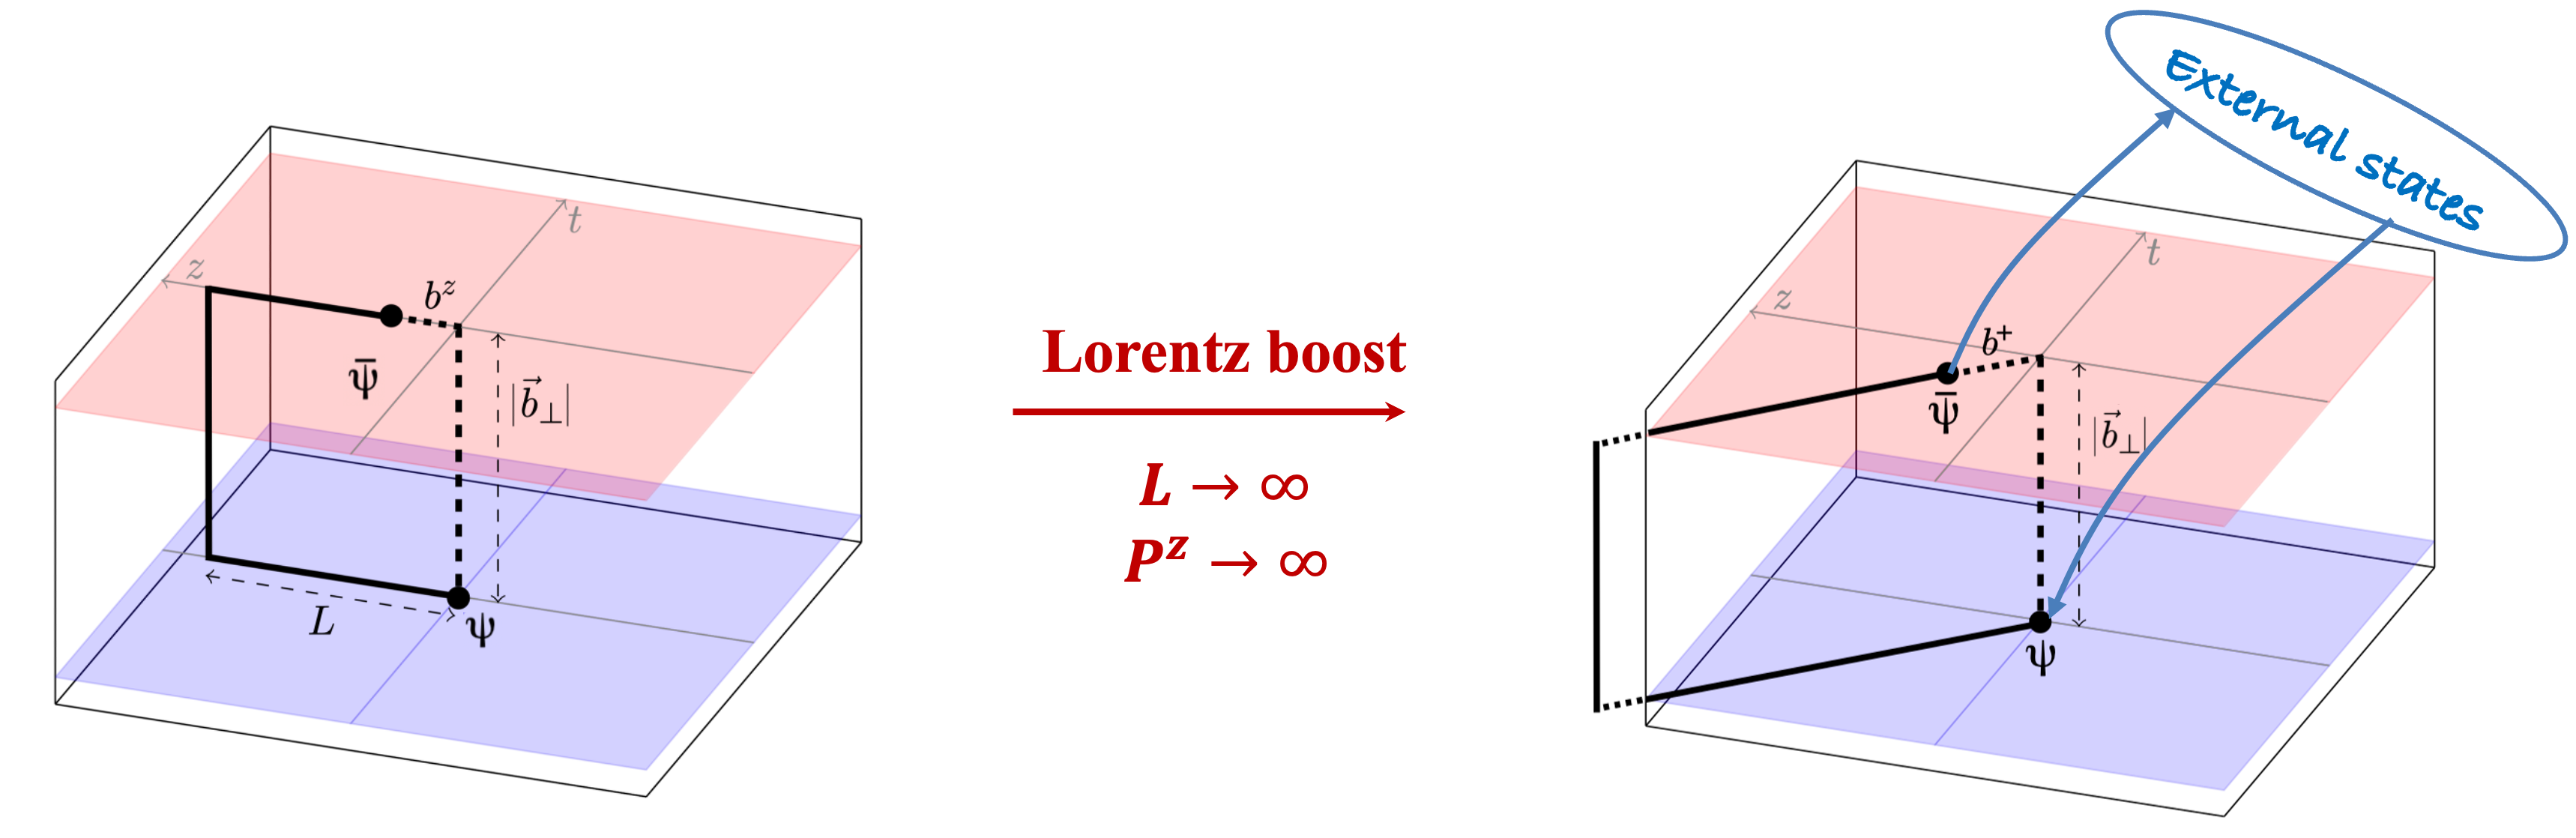 t
z
b^z
ψ̄
|b⃗_⊥|
L
ψ
Lorentz boost
L → ∞
P^z → ∞
External states
t
z
b^+
ψ̄
|b⃗_⊥|
ψ